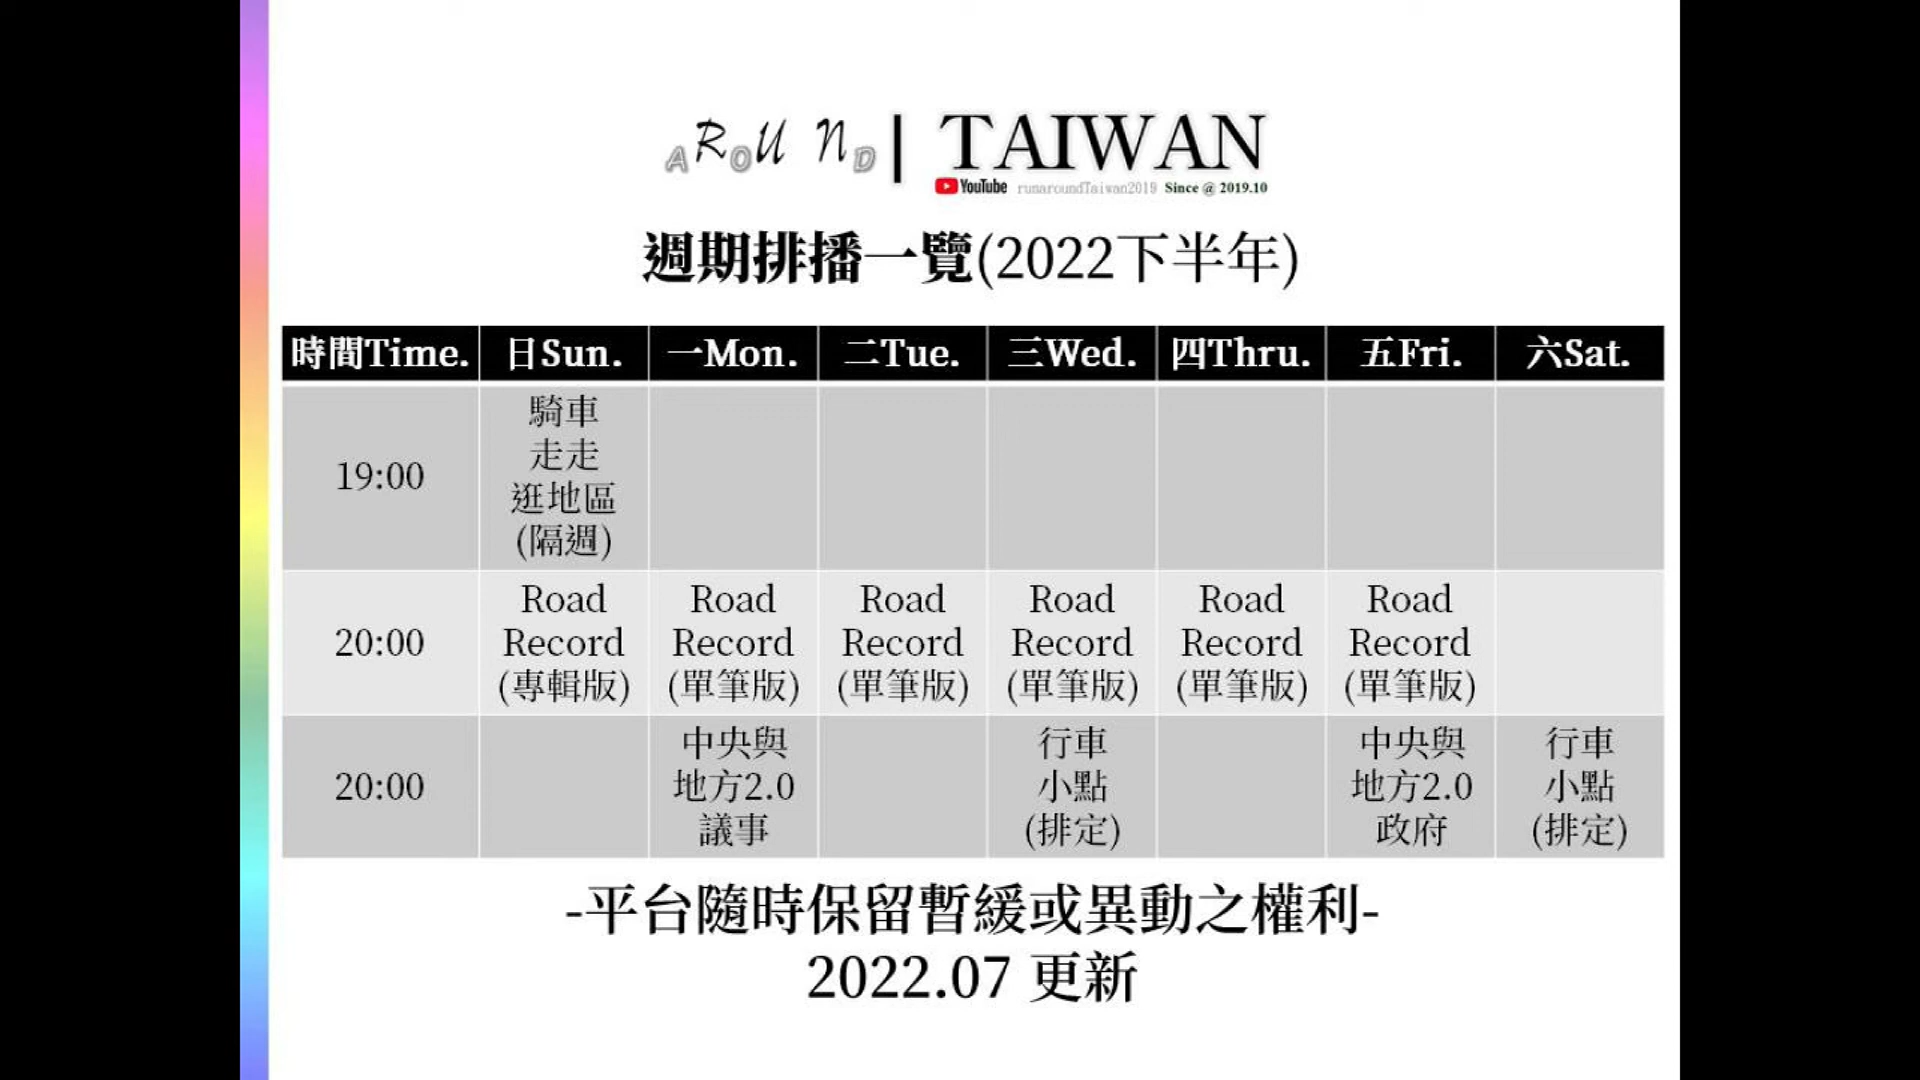 AROUND | TAIWAN
YouTube runaroundTaiwan2019 Since @ 2019.10
週期排播一覽(2022下半年)
時間Time. 日Sun. 一Mon. 二Tue. 三Wed. 四Thru. 五Fri. 六Sat.
19:00
騎車
走走
逛地區
(隔週)
20:00
Road
Record
(專輯版)
Road
Record
(單筆版)
Road
Record
(單筆版)
Road
Record
(單筆版)
Road
Record
(單筆版)
Road
Record
(單筆版)
20:00
中央與
地方2.0
議事
行車
小點
(排定)
中央與
地方2.0
政府
行車
小點
(排定)
-平台隨時保留暫緩或異動之權利-
2022.07 更新